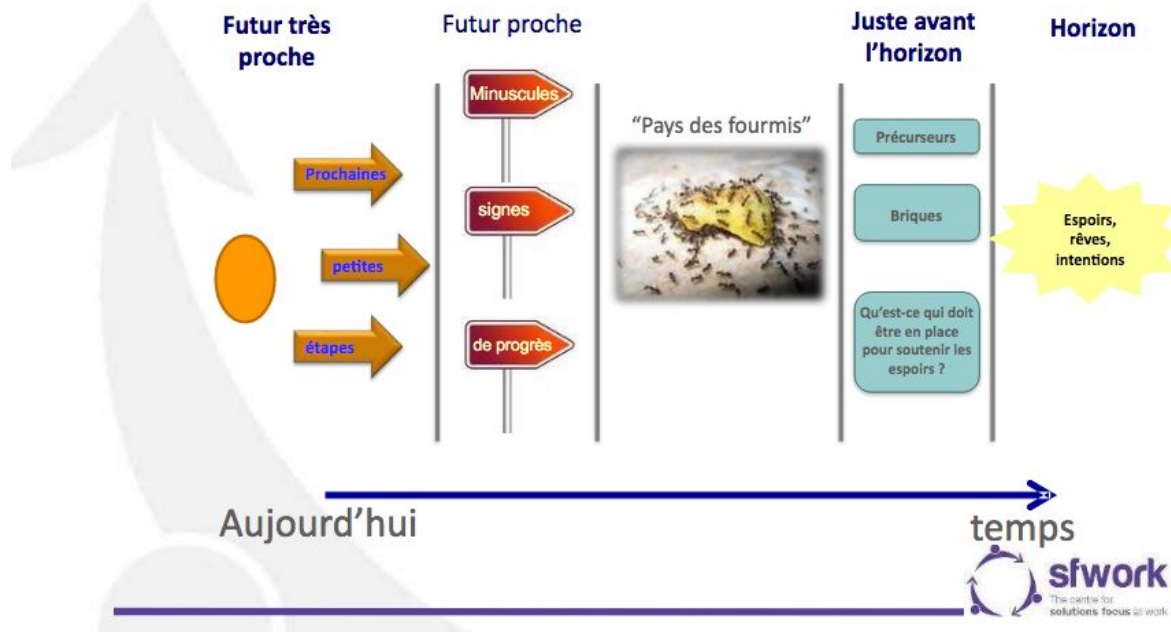 Futur très
proche
Futur proche
Juste avant
l'horizon
Horizon
Prochaines
petites
étapes
Minuscules
signes
de progrès
“Pays des fourmis”
Précurseurs
Briques
Qu'est-ce qui doit
être en place
pour soutenir les
espoirs ?
Espoirs,
rêves,
intentions
Aujourd'hui
temps
sfwork
The centre for
solutions focus at work